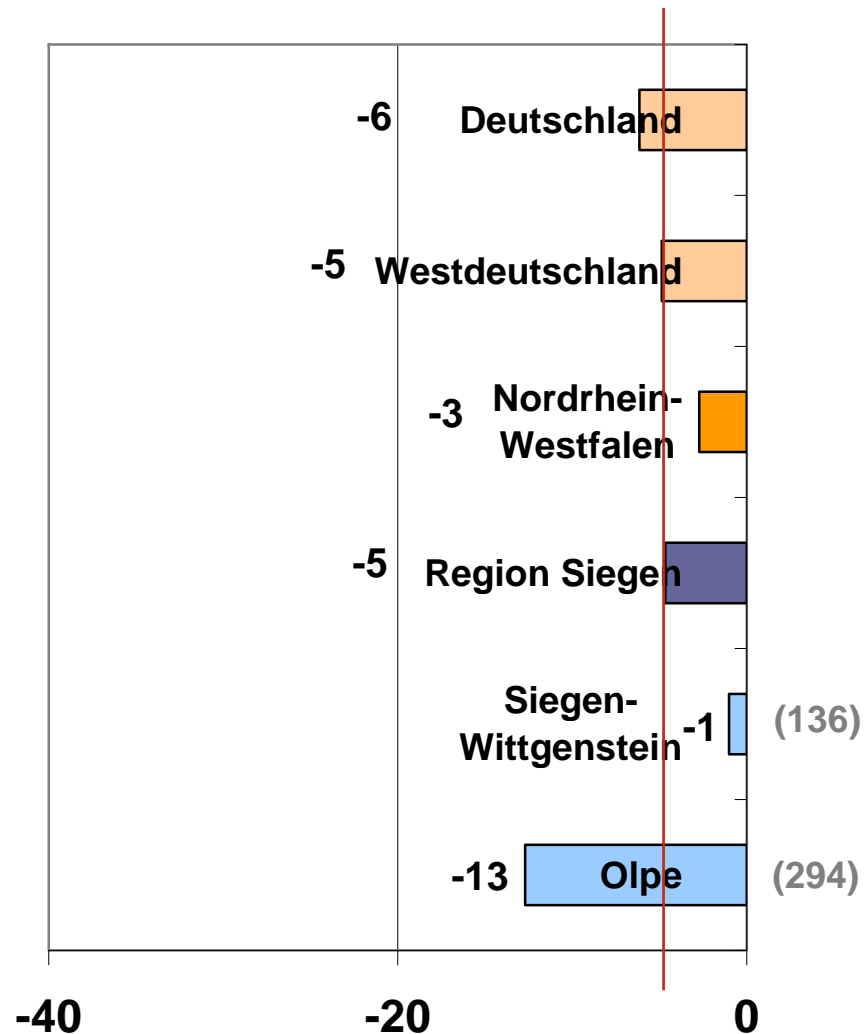 -6 Deutschland
-5 Westdeutschland
-3 Nordrhein-
Westfalen
-5 Region Siegen
Siegen-
Wittgenstein -1 (136)
-13 Olpe (294)
-40 -20 0